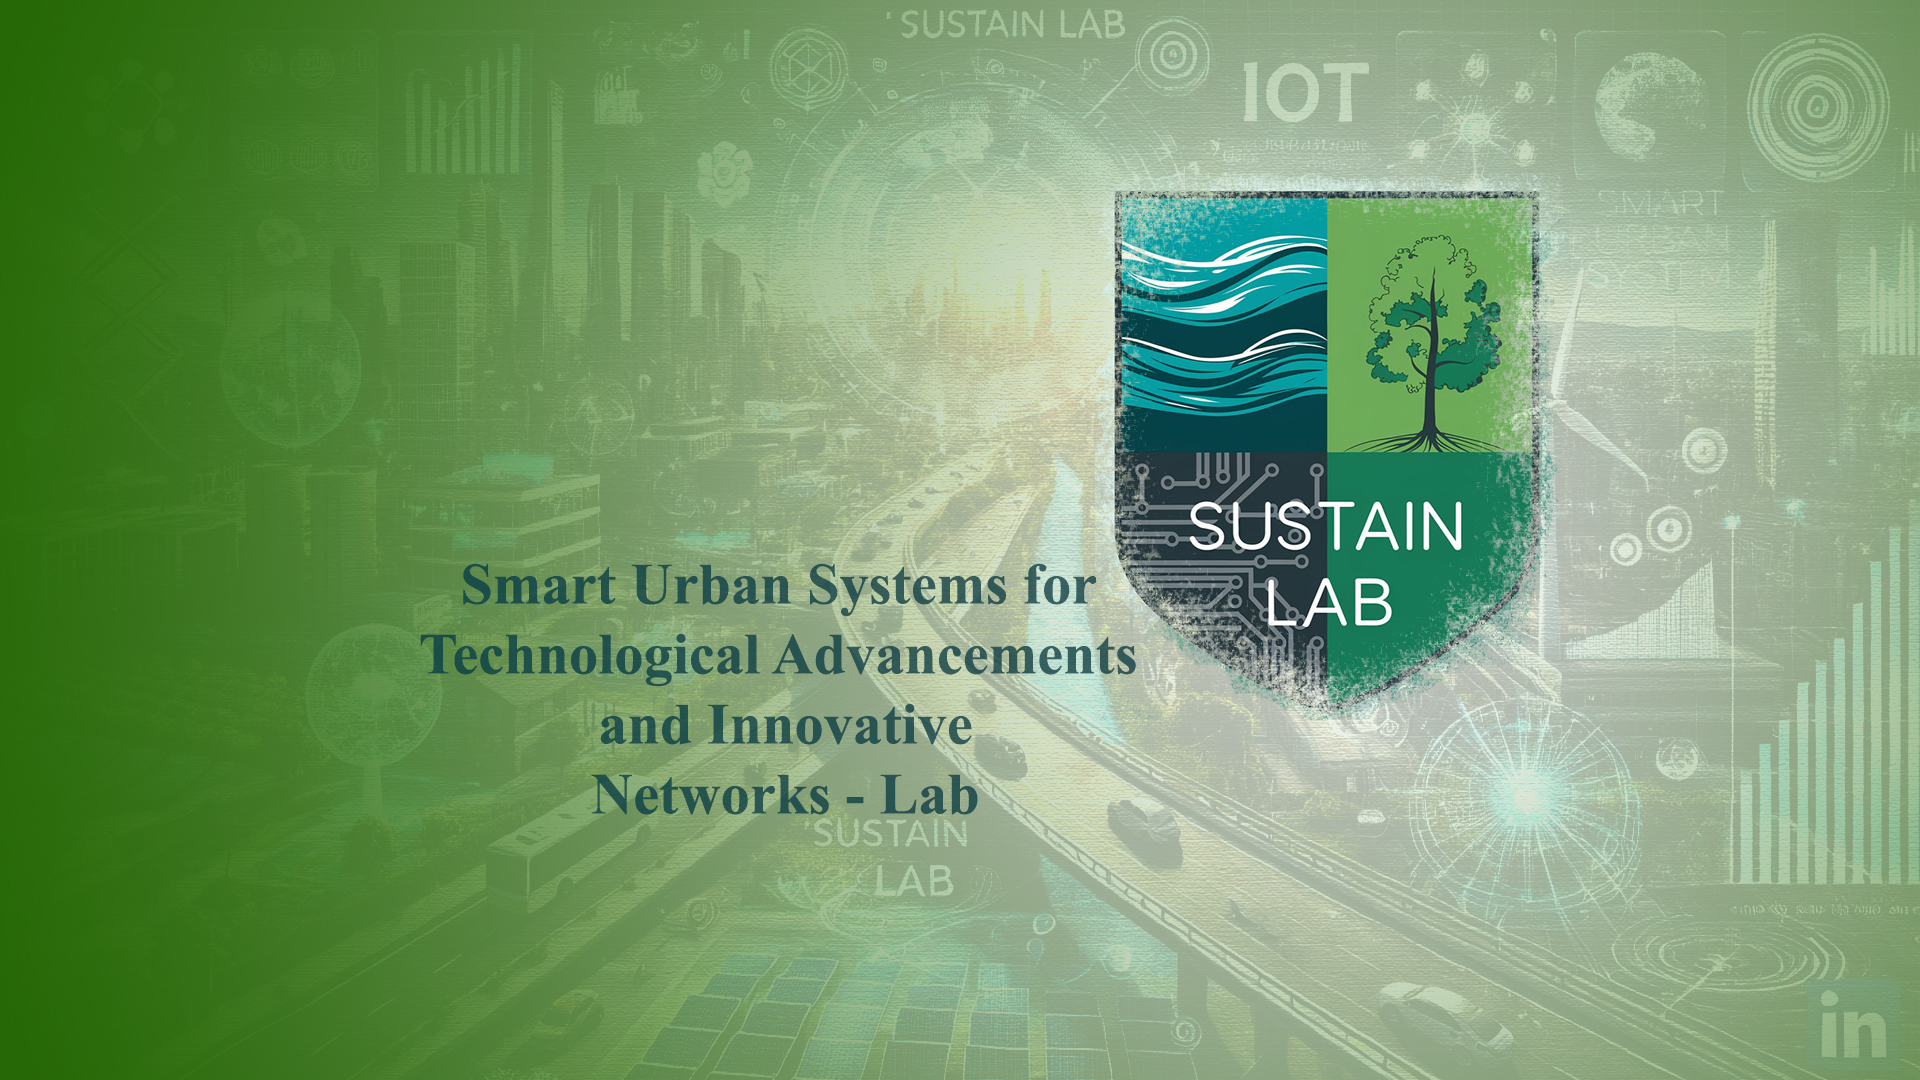 SUSTAIN LAB
IOT
SMART
SUSTAIN
LAB
Smart Urban Systems for
Technological Advancements
and Innovative
Networks - Lab
SUSTAIN
LAB
in